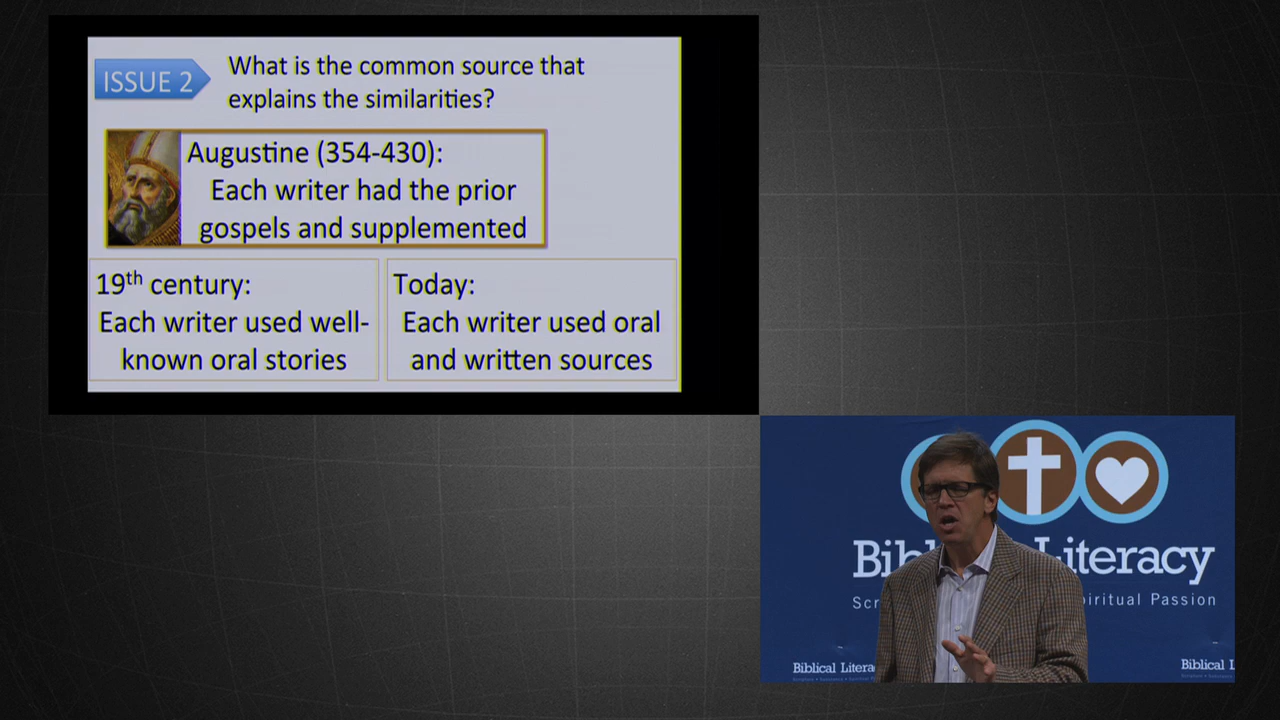 ISSUE 2
What is the common source that
explains the similarities?
Augustine (354-430):
Each writer had the prior
gospels and supplemented
19th century:
Each writer used well-
known oral stories
Today:
Each writer used oral
and written sources
Literacy
Spiritual Passion
Biblical
Biblical